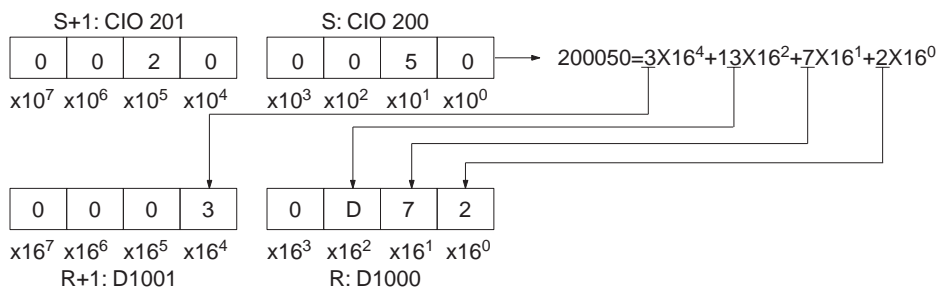 S+1: CIO 201 S: CIO 200
0 0 2 0 0 0 5 0 200050=3X16⁴+13X16²+7X16¹+2X16⁰
x10⁷ x10⁶ x10⁵ x10⁴ x10³ x10² x10¹ x10⁰
0 0 0 3 0 D 7 2
x16⁷ x16⁶ x16⁵ x16⁴ x16³ x16² x16¹ x16⁰
R+1: D1001 R: D1000